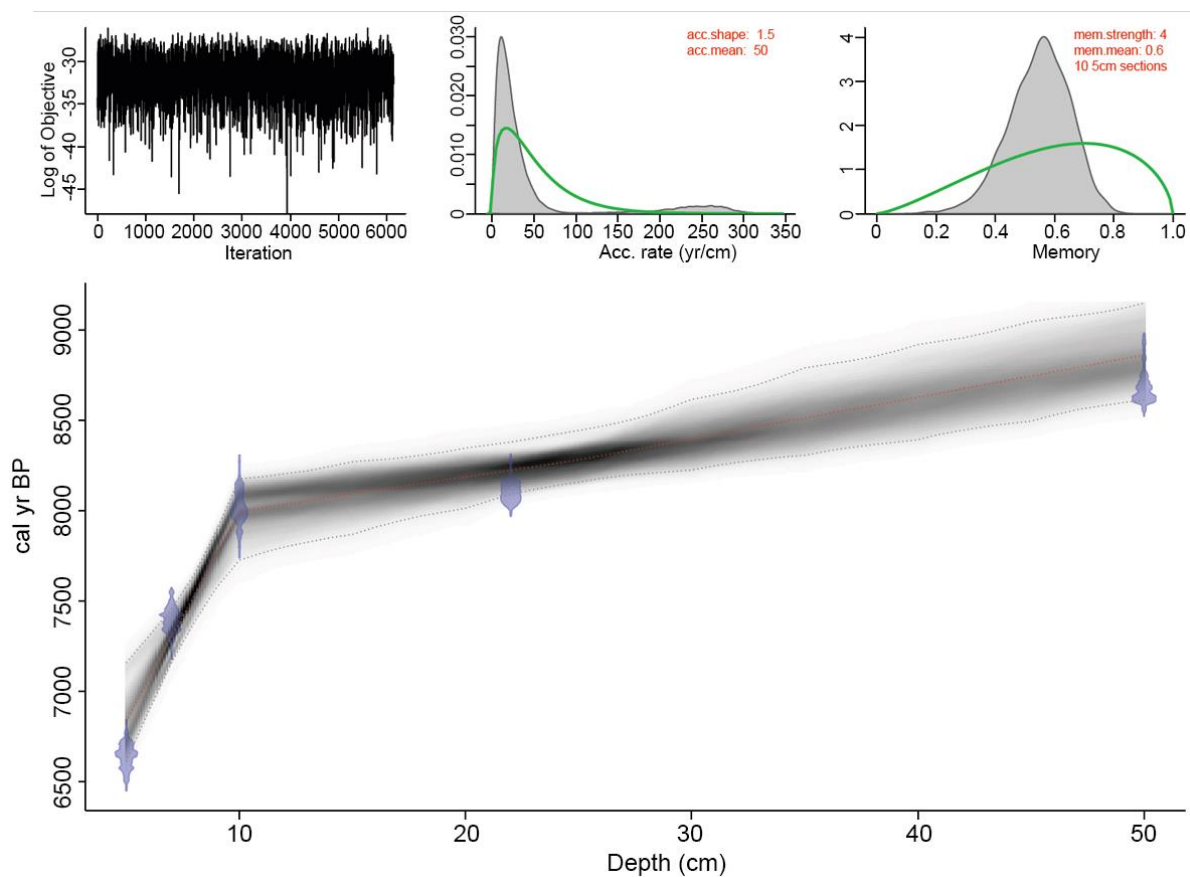 Log of Objective
-30
-35
-40
-45
0 1000 2000 3000 4000 5000 6000
Iteration
acc.shape: 1.5
acc.mean: 50
0.030
0.020
0.010
0
0 50 100 150 200 250 300 350
Acc. rate (yr/cm)
mem.strength: 4
mem.mean: 0.6
10 5cm sections
4
3
2
1
0
0 0.2 0.4 0.6 0.8 1.0
Memory
cal yr BP
9000
8500
8000
7500
7000
6500
10 20 30 40 50
Depth (cm)